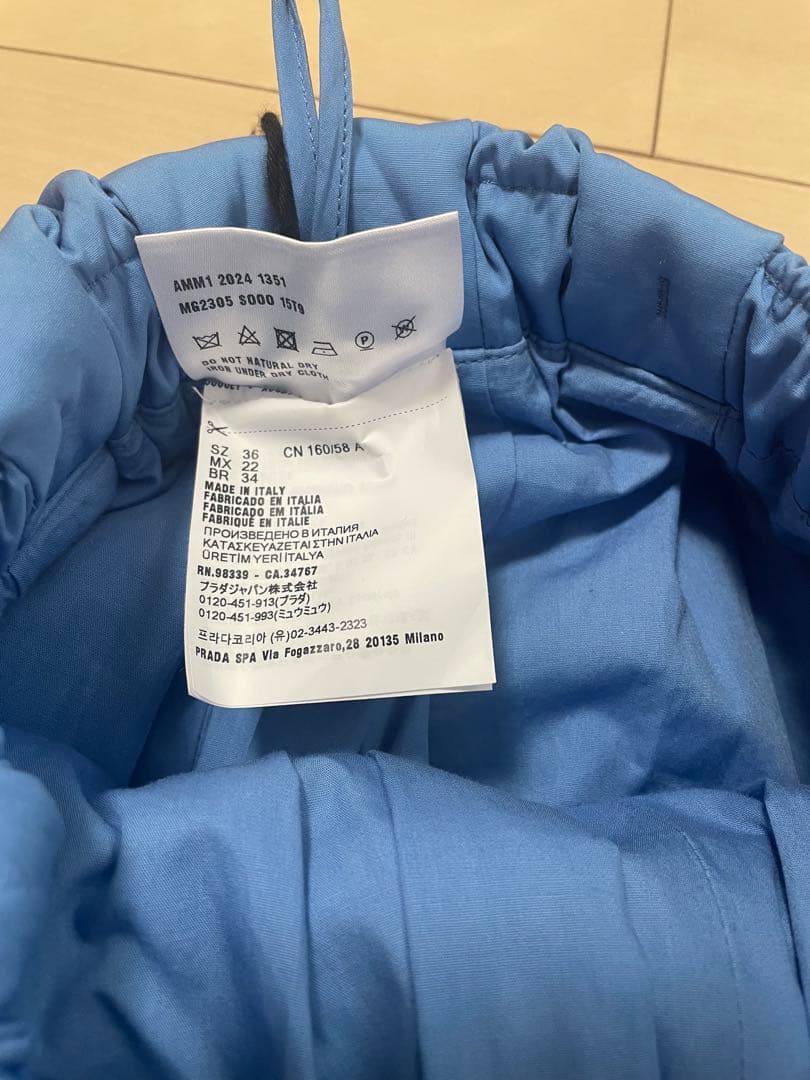 AMM1 2024 1351
MG2305 S000 15T9
P
W
DO NOT NATURAL DRY
IRON UNDER DRY CLOTH
SZ 36 CN 160/58 A
MX 22
BR 34
MADE IN ITALY
FABRICADO EN ITALIA
FABRICADO EM ITÁLIA
FABRIQUÉ EN ITALIE
ПРОИЗВЕДЕНО В ИТАЛИЯ
ΚΑΤΑΣΚΕΥΑΖΕΤΑΙ ΣΤΗΝ ΙΤΑΛΙΑ
ÜRETİM YERİ İTALYA
RN.98339 - CA.34767
プラダジャパン株式会社
0120-451-913(プラダ)
0120-451-993(ミュウミュウ)
프라다코리아 (유)02-3443-2323
PRADA SPA Via Fogazzaro,28 20135 Milano